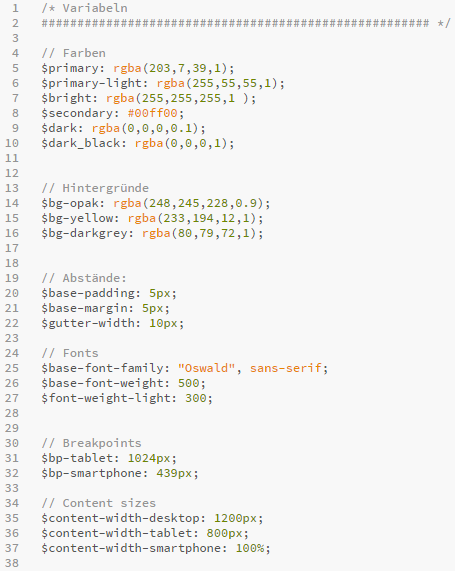 1 /* Variabeln
2 ###################################################### */
3
4 // Farben
5 $primary: rgba(203,7,39,1);
6 $primary-light: rgba(255,55,55,1);
7 $bright: rgba(255,255,255,1 );
8 $secondary: #00ff00;
9 $dark: rgba(0,0,0,0.1);
10 $dark_black: rgba(0,0,0,1);
11
12
13 // Hintergründe
14 $bg-opak: rgba(248,245,228,0.9);
15 $bg-yellow: rgba(233,194,12,1);
16 $bg-darkgrey: rgba(80,79,72,1);
17
18
19 // Abstände:
20 $base-padding: 5px;
21 $base-margin: 5px;
22 $gutter-width: 10px;
23
24 // Fonts
25 $base-font-family: "Oswald", sans-serif;
26 $base-font-weight: 500;
27 $font-weight-light: 300;
28
29
30 // Breakpoints
31 $bp-tablet: 1024px;
32 $bp-smartphone: 439px;
33
34 // Content sizes
35 $content-width-desktop: 1200px;
36 $content-width-tablet: 800px;
37 $content-width-smartphone: 100%;
38